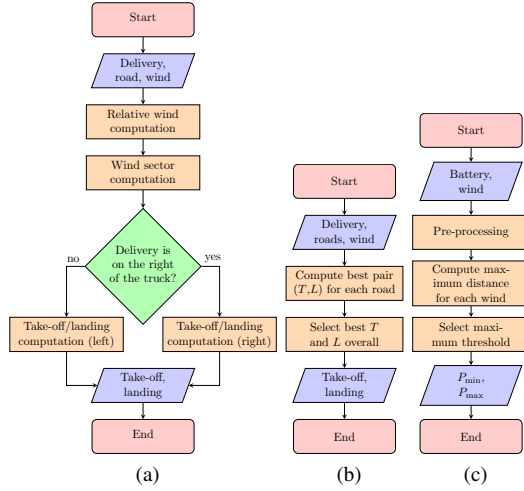 Start
Delivery,
road, wind
Relative wind
computation
Wind sector
computation
Delivery is
on the right
of the truck?
no
yes
Take-off/landing
computation (left)
Take-off/landing
computation (right)
Take-off,
landing
End
(a)
Start
Delivery,
roads, wind
Compute best pair
(T,L) for each road
Select best T
and L overall
Take-off,
landing
End
(b)
Start
Battery,
wind
Pre-processing
Compute max-
imum distance
for each wind
Select maxi-
imum threshold
P_min,
P_max
End
(c)